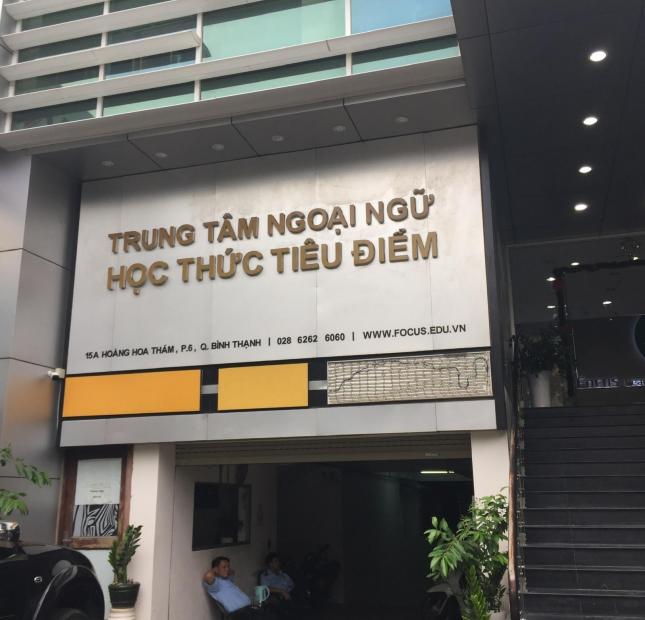 TRUNG TÂM NGOẠI NGỮ
HỌC THỨC TIÊU ĐIỂM
15A HOÀNG HOA THÁM, P.6, Q. BÌNH THẠNH | 028 6262 6060 | WWW.FOCUS.EDU.VN